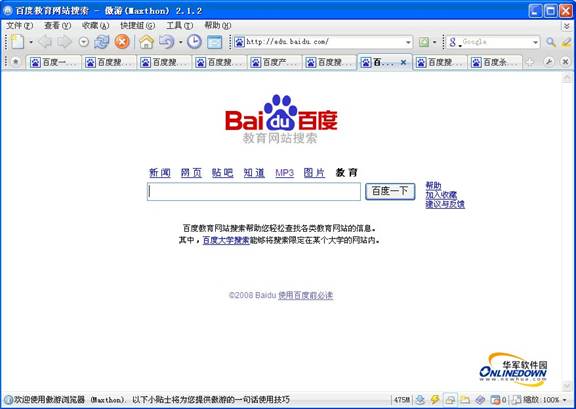 百度教育网站搜索 - 傲游(Maxthon) 2.1.2
文件(F) 查看(V) 收藏(A) 快捷组(G) 工具(T) 帮助(H)
http://edu.baidu.com/ Google
百度一... 百度搜... 百度搜... 百度搜... 百度产... 百度搜... 百... 百度搜... 百度杀...
Bai du 百度
教育网站搜索
新闻 网页 贴吧 知道 MP3 图片 教育
百度一下
帮助
加入收藏
建议与反馈
百度教育网站搜索帮助您轻松查找各类教育网站的信息。
其中，百度大学搜索能够将搜索限定在某个大学的网站内。
©2008 Baidu 使用百度前必读
华军软件园
ONLINEDOWN
www.newhua.com
欢迎使用傲游浏览器 (Maxthon). 以下小贴士将为您提供傲游的一句话使用技巧 475M 0 缩放:100%